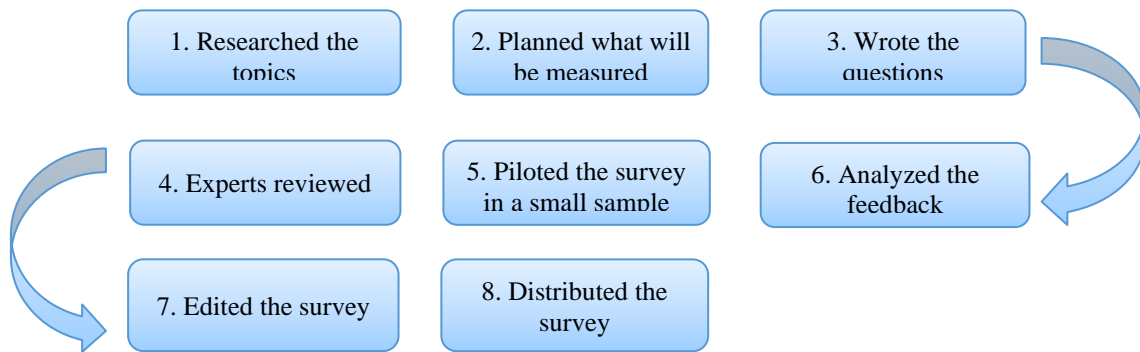 1. Researched the
topics
2. Planned what will
be measured
3. Wrote the
questions
4. Experts reviewed
5. Piloted the survey
in a small sample
6. Analyzed the
feedback
7. Edited the survey
8. Distributed the
survey